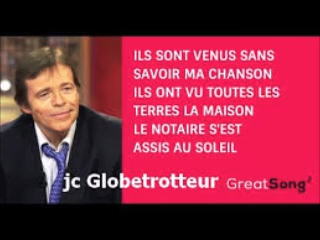 ILS SONT VENUS SANS
SAVOIR MA CHANSON
ILS ONT VU TOUTES LES
TERRES LA MAISON
LE NOTAIRE S'EST
ASSIS AU SOLEIL
jc Globetrotteur
GreatSong²